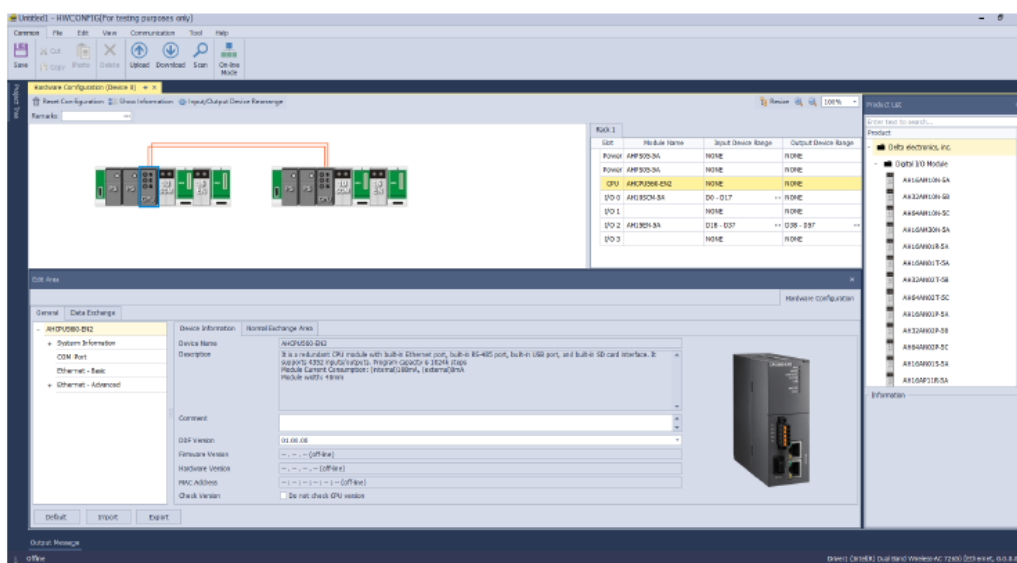 Untitled1 - HWCONFIG(For testing purposes only)
Common File Edit View Communication Tool Help
Save Cut Copy Paste Delete Upload Download Scan On-line Mode
Project Tree
Hardware Configuration (Device 0)
Reset Configuration Show Information Input/Output Device Rearrange
Resize 100%
Remarks:
Rack 1
Slot Module Name Input Device Range Output Device Range
Power AHPS05-5A NONE NONE
Power AHPS05-5A NONE NONE
CPU AHCPU560-EN2 NONE NONE
I/O 0 AH10SCM-5A D0 - D17 NONE
I/O 1 NONE NONE
I/O 2 AH10EN-5A D18 - D37 D38 - D97
I/O 3 NONE NONE
Product List
Enter text to search...
Product
Delta electronics, inc.
Digital I/O Module
AH16AM10N-5A
AH32AM10N-5B
AH64AM10N-5C
AH16AM30N-5A
AH16AN01R-5A
AH16AN01T-5A
AH32AN02T-5B
AH64AN02T-5C
AH16AN01P-5A
AH32AN02P-5B
AH64AN02P-5C
AH16AN01S-5A
AH16AP11R-5A
Information
Edit Area
Hardware Configuration
General Data Exchange
AHCPU560-EN2
System Information
COM Port
Ethernet - Basic
Ethernet - Advanced
Device Information Normal Exchange Area
Device Name AHCPU560-EN2
Description It is a redundant CPU module with built-in Ethernet port, built-in RS-485 port, built-in USB port, and built-in SD card interface. It
supports 4352 inputs/outputs. Program capacity is 1024k steps
Module Current Consumption: (internal)188mA, (external)0mA
Module width: 40mm
Comment
DDF Version 01.00.00
Firmware Version --.--.-- (off-line)
Hardware Version --.--.--.-- (off-line)
MAC Address --:--:--:--:--:-- (off-line)
Check Version Do not check CPU version
Default Import Export
Output Message
Offline